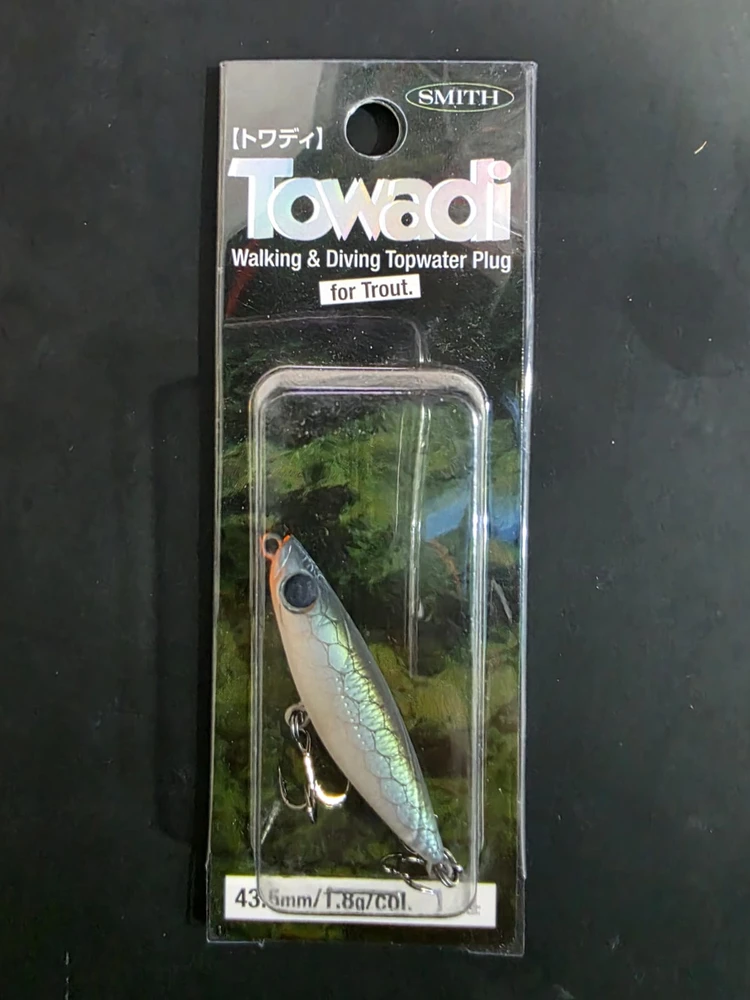 SMITH
【トワディ】
Towadi
Walking & Diving Topwater Plug
for Trout.
43.5mm/1.8g/col.